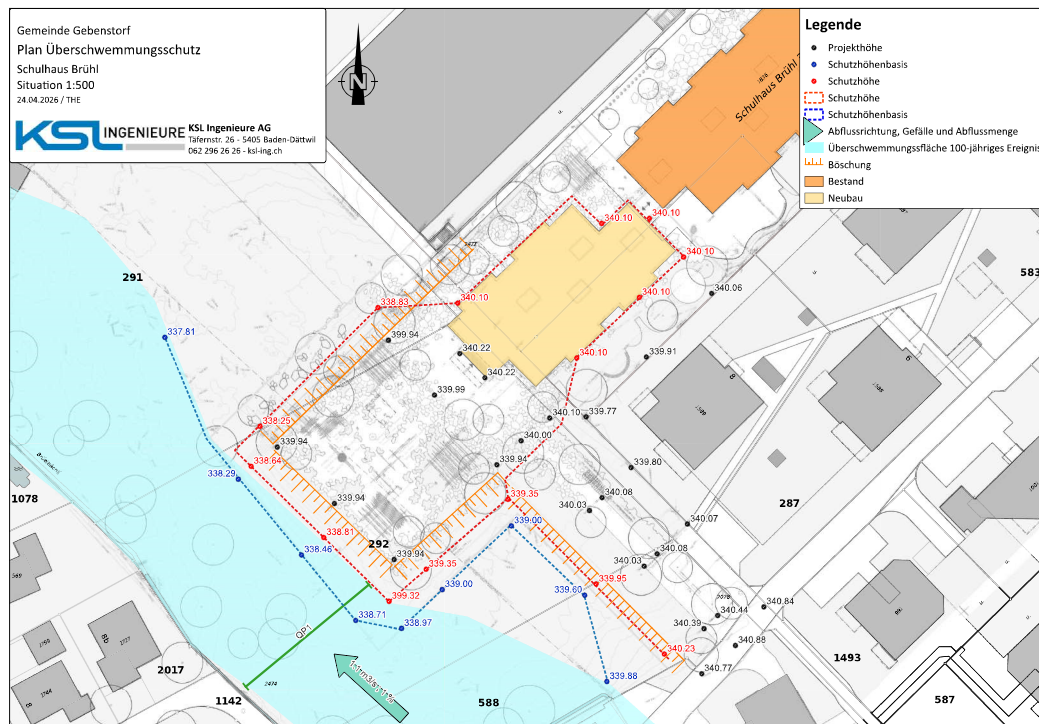 Gemeinde Gebenstorf
Plan Überschwemmungsschutz
Schulhaus Brühl
Situation 1:500
24.04.2026 / THE
KSL INGENIEURE
KSL Ingenieure AG
Täfernstr. 26 - 5405 Baden-Dättwil
062 296 26 26 - ksl-ing.ch
N
Legende
Projekthöhe
Schutzhöhenbasis
Schutzhöhe
Schutzhöhe
Schutzhöhenbasis
Abflussrichtung, Gefälle und Abflussmenge
Überschwemmungsfläche 100-jähriges Ereignis
Böschung
Bestand
Neubau
Schulhaus Brühl
340.10
340.10
340.10
340.10
340.10
340.10
340.06
338.83
399.94
340.22
340.22
339.99
339.91
340.10
339.77
340.00
339.94
339.80
340.08
340.03
340.07
340.08
340.03
291
337.81
338.25
339.94
338.64
338.29
339.94
338.81
338.46
292
339.94
339.35
339.35
339.00
339.00
399.32
338.71
338.97
339.95
339.60
340.23
339.88
340.44
340.39
340.84
340.88
340.77
QP1
2474
583
287
1078
2017
1142
588
1493
587